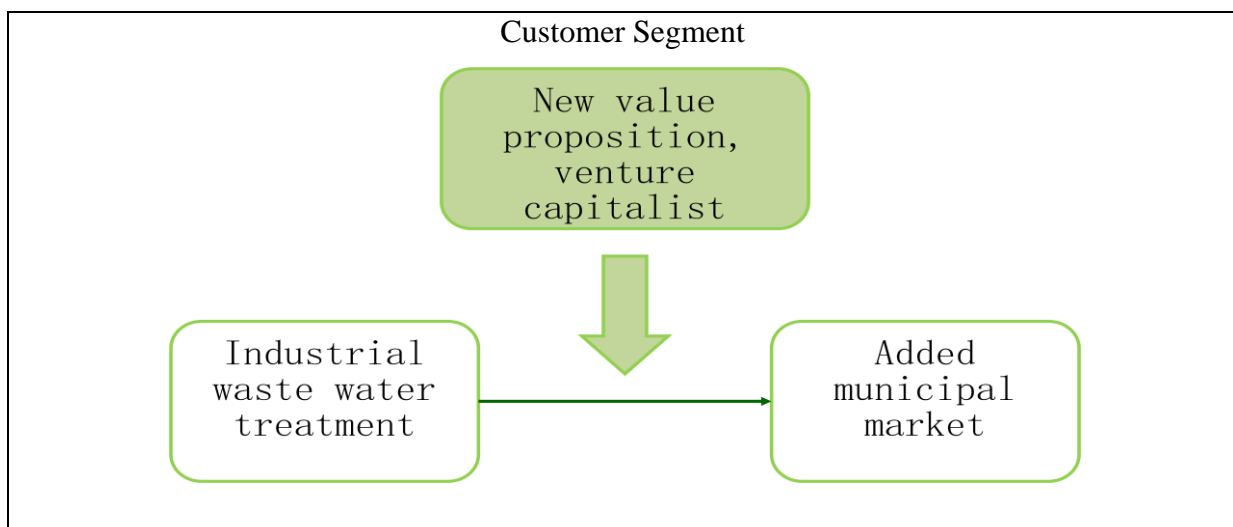 Customer Segment
New value
proposition,
venture
capitalist
Industrial
waste water
treatment
Added
municipal
market